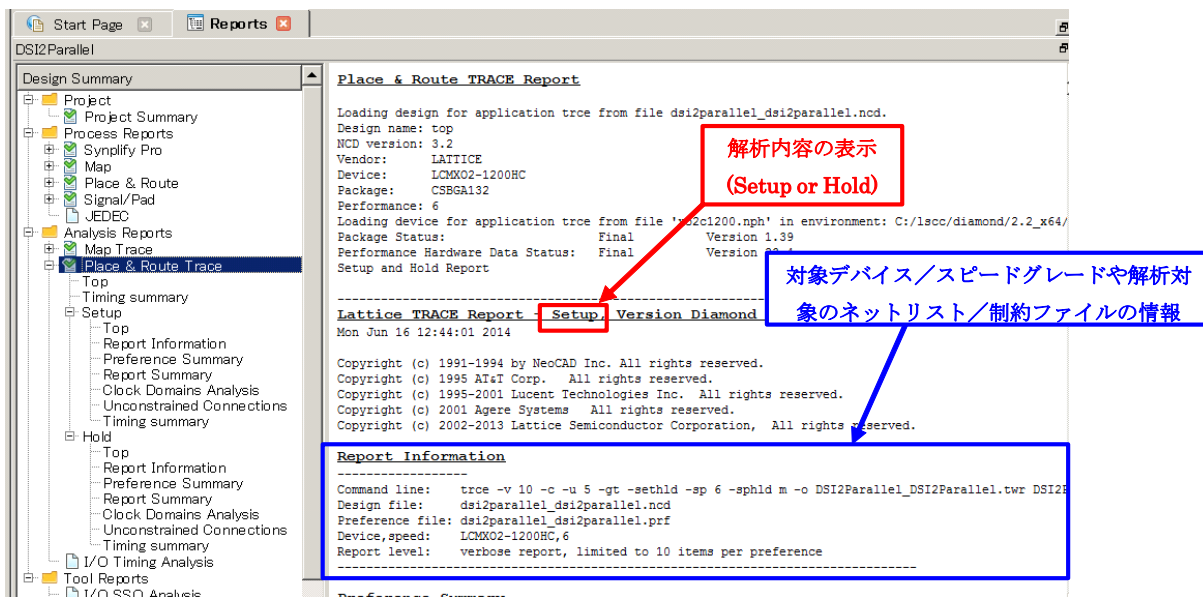 Start Page
Reports
DSI2Parallel
Design Summary
Project
Project Summary
Process Reports
Synplify Pro
Map
Place & Route
Signal/Pad
JEDEC
Analysis Reports
Map Trace
Place & Route Trace
Top
Timing summary
Setup
Top
Report Information
Preference Summary
Report Summary
Clock Domains Analysis
Unconstrained Connections
Timing summary
Hold
Top
Report Information
Preference Summary
Report Summary
Clock Domains Analysis
Unconstrained Connections
Timing summary
I/O Timing Analysis
Tool Reports
I/O SSO Analysis
Place & Route TRACE Report
Loading design for application trce from file dsi2parallel_dsi2parallel.ncd.
Design name: top
NCD version: 3.2
Vendor: LATTICE
Device: LCMXO2-1200HC
Package: CSBGA132
Performance: 6
Loading device for application trce from file 'xo2c1200.nph' in environment: C:/lscc/diamond/2.2_x64/
Package Status: Final Version 1.39
Performance Hardware Data Status: Final Version
Setup and Hold Report
--------------------------------------------------------------------------------
Lattice TRACE Report - Setup, Version Diamond
Mon Jun 16 12:44:01 2014
Copyright (c) 1991-1994 by NeoCAD Inc. All rights reserved.
Copyright (c) 1995 AT&T Corp. All rights reserved.
Copyright (c) 1995-2001 Lucent Technologies Inc. All rights reserved.
Copyright (c) 2001 Agere Systems All rights reserved.
Copyright (c) 2002-2013 Lattice Semiconductor Corporation, All rights reserved.
Report Information
------------------
Command line: trce -v 10 -c -u 5 -gt -sethld -sp 6 -sphld m -o DSI2Parallel_DSI2Parallel.twr
Design file: dsi2parallel_dsi2parallel.ncd
Preference file: dsi2parallel_dsi2parallel.prf
Device,speed: LCMXO2-1200HC,6
Report level: verbose report, limited to 10 items per preference
--------------------------------------------------------------------------------
Preference Summary
解析内容の表示
(Setup or Hold)
対象デバイス／スピードグレードや解析対
象のネットリスト／制約ファイルの情報